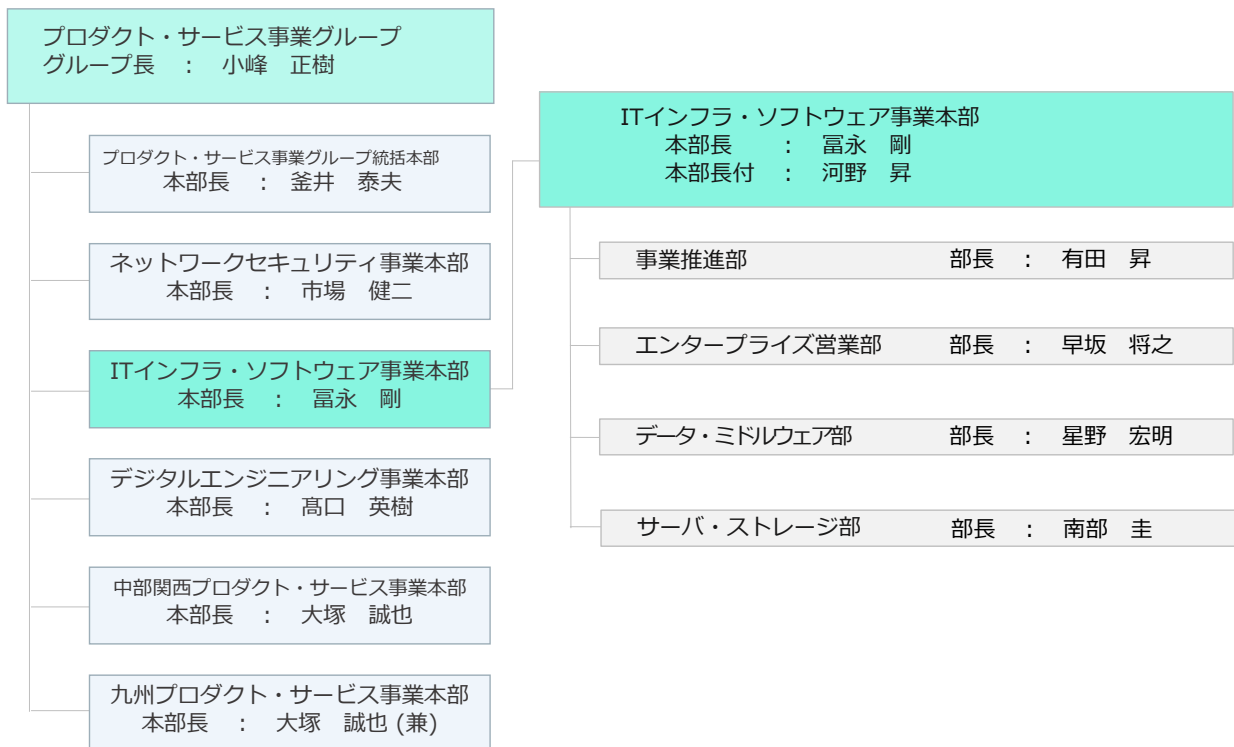 プロダクト・サービス事業グループ
グループ長　：　小峰　正樹
プロダクト・サービス事業グループ統括本部
本部長　：　釜井　泰夫
ネットワークセキュリティ事業本部
本部長　：　市場　健二
ITインフラ・ソフトウェア事業本部
本部長　：　冨永　剛
デジタルエンジニアリング事業本部
本部長　：　髙口　英樹
中部関西プロダクト・サービス事業本部
本部長　：　大塚　誠也
九州プロダクト・サービス事業本部
本部長　：　大塚　誠也 (兼)
ITインフラ・ソフトウェア事業本部
本部長　　：　冨永　剛
本部長付　：　河野　昇
事業推進部　部長　：　有田　昇
エンタープライズ営業部　部長　：　早坂　将之
データ・ミドルウェア部　部長　：　星野　宏明
サーバ・ストレージ部　部長　：　南部　圭